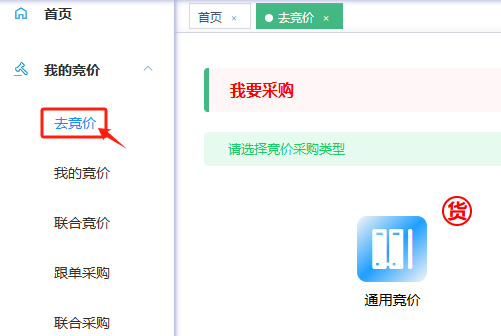 首页
我的竞价
去竞价
我的竞价
联合竞价
跟单采购
联合采购
首页 × 去竞价 ×
我要采购
请选择竞价采购类型
货
通用竞价